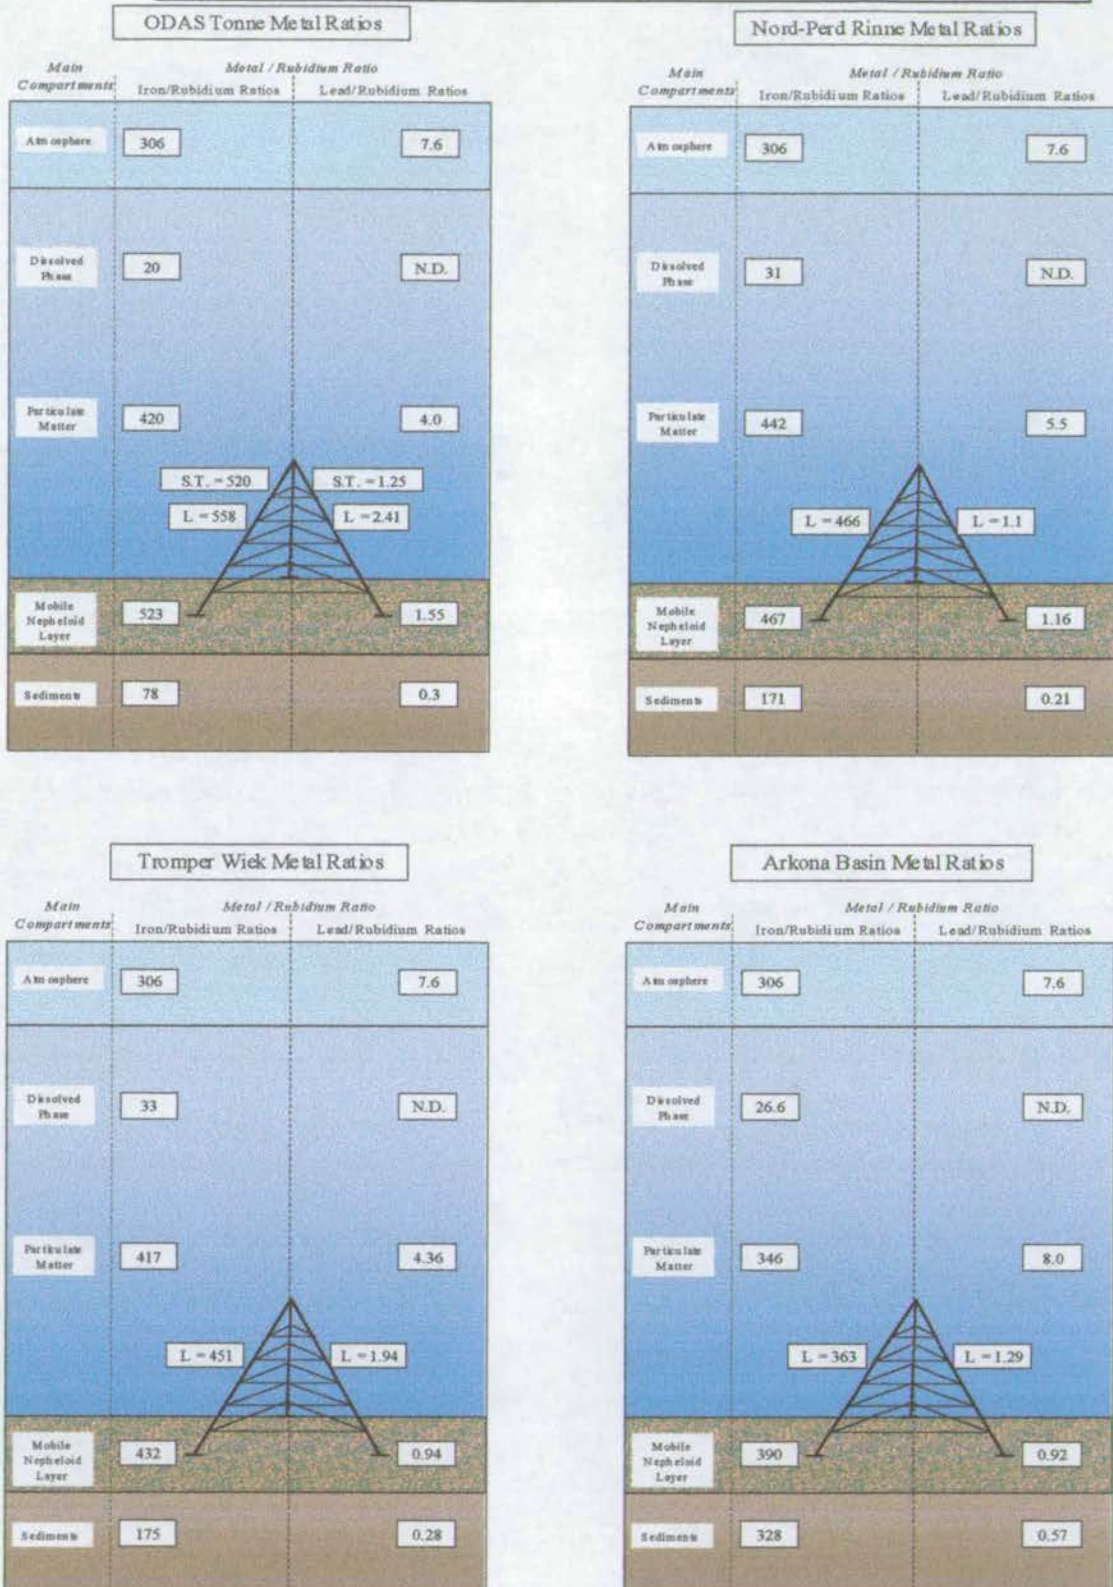 ODAS Tonne Metal Ratios
Main Compartments
Metal / Rubidium Ratio
Iron/Rubidium Ratios
Lead/Rubidium Ratios
Atmosphere
306
7.6
Dissolved
Phase
20
N.D.
Particulate
Matter
420
4.0
S.T. = 520
S.T. = 1.25
L = 558
L = 2.41
Mobile
Nepheloid
Layer
523
1.55
Sediments
78
0.3
Nord-Perd Rinne Metal Ratios
Main
Compartments
Metal / Rubidium Ratio
Iron/Rubidium Ratios
Lead/Rubidium Ratios
Atmosphere
306
7.6
Dissolved
Phase
31
N.D.
Particulate
Matter
442
5.5
L = 466
L = 1.1
Mobile
Nepheloid
Layer
467
1.16
Sediments
171
0.21
Tromper Wiek Metal Ratios
Main
Compartments
Metal / Rubidium Ratio
Iron/Rubidium Ratios
Lead/Rubidium Ratios
Atmosphere
306
7.6
Dissolved
Phase
33
N.D.
Particulate
Matter
417
4.36
L = 451
L = 1.94
Mobile
Nepheloid
Layer
432
0.94
Sediments
175
0.28
Arkona Basin Metal Ratios
Main
Compartments
Metal / Rubidium Ratio
Iron/Rubidium Ratios
Lead/Rubidium Ratios
Atmosphere
306
7.6
Dissolved
Phase
26.6
N.D.
Particulate
Matter
346
8.0
L = 363
L = 1.29
Mobile
Nepheloid
Layer
390
0.92
Sediments
328
0.57